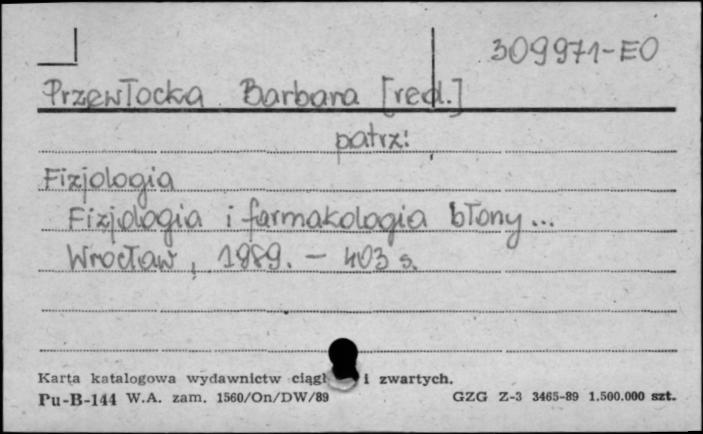 309971-EO
Przewłocka Barbara [red.]
patrz:
Fizjologia
Fizjologia i farmakologia błony...
Wrocław, 1989. - 403 s.
Karta katalogowa wydawnictw i zwartych.
Pu-B-144 W.A. zam. 1560/On/DW/89 GZG Z-3 3465-89 1.500.000 szt.